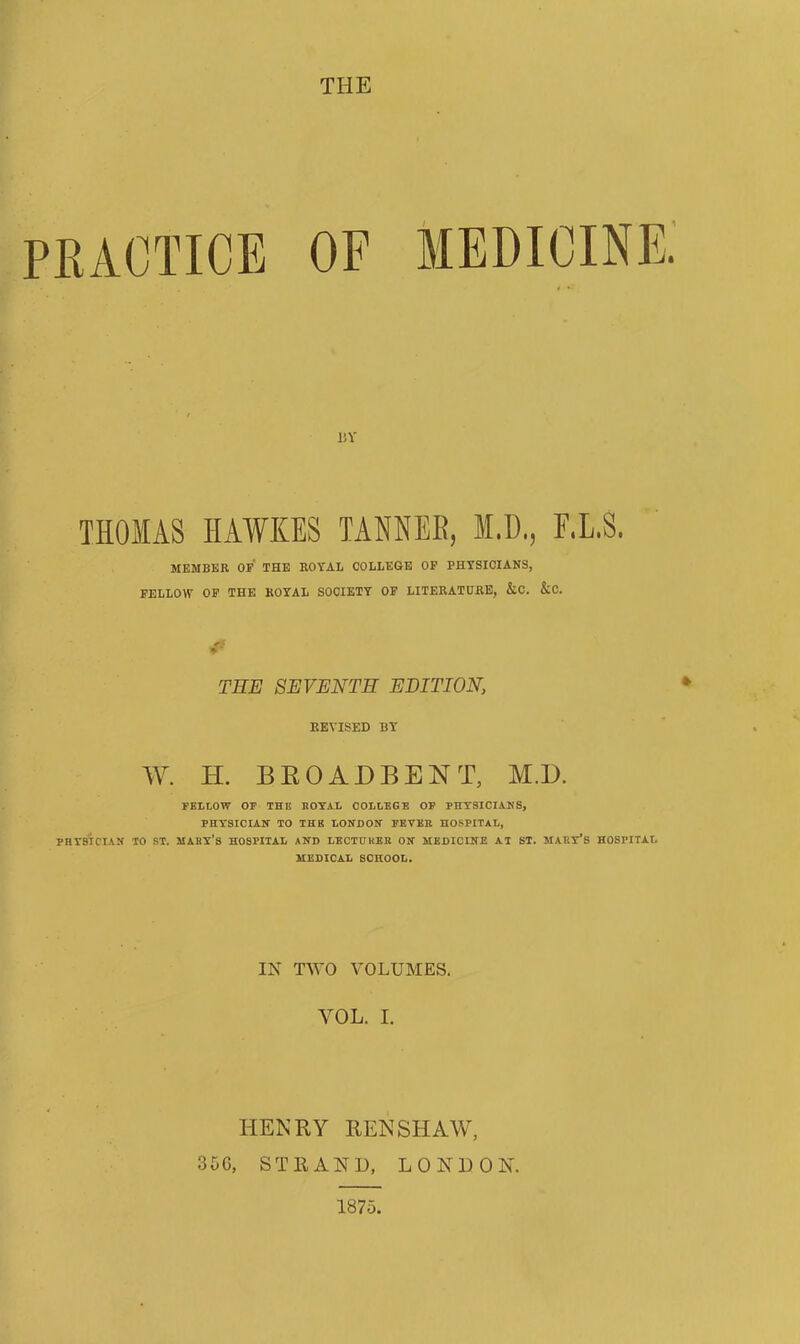 THE
PRACTICE OF MEDICINE.
BY
THOMAS HAWKES TANNER, M.D., F.L.S.
MEMBER OF THE ROYAL COLLEGE OF PHYSICIANS,
FELLOW OF THE ROYAL SOCIETY OF LITERATURE, &C. &C.
THE SEVENTH EDITION,
REVISED BY
W. H. BROADBENT, M.D.
FELLOW OF THE ROYAL COLLEGE OF PHYSICIANS,
PHYSICIAN TO THE LONDON FEVER HOSPITAL,
PHYSICIAN TO ST. MARY'S HOSPITAL AND LECTURER ON MEDICINE AT ST. MARY'S HOSPITAL
MEDICAL SCHOOL.
IN TWO VOLUMES.
VOL. I.
HENRY RENSHAW,
356, STRAND, LONDON.
1875.